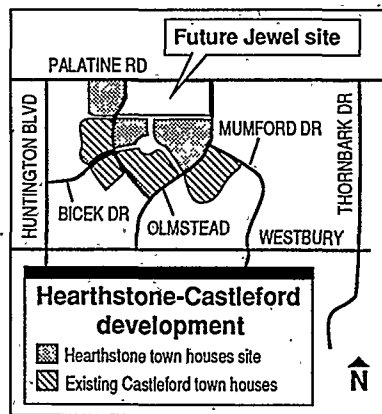 Future Jewel site
PALATINE RD
HUNTINGTON BLVD
MUMFORD DR
THORNBARK DR
BICEK DR
OLMSTEAD
WESTBURY
Hearthstone-Castleford
development
Hearthstone town houses site
Existing Castleford town houses
N